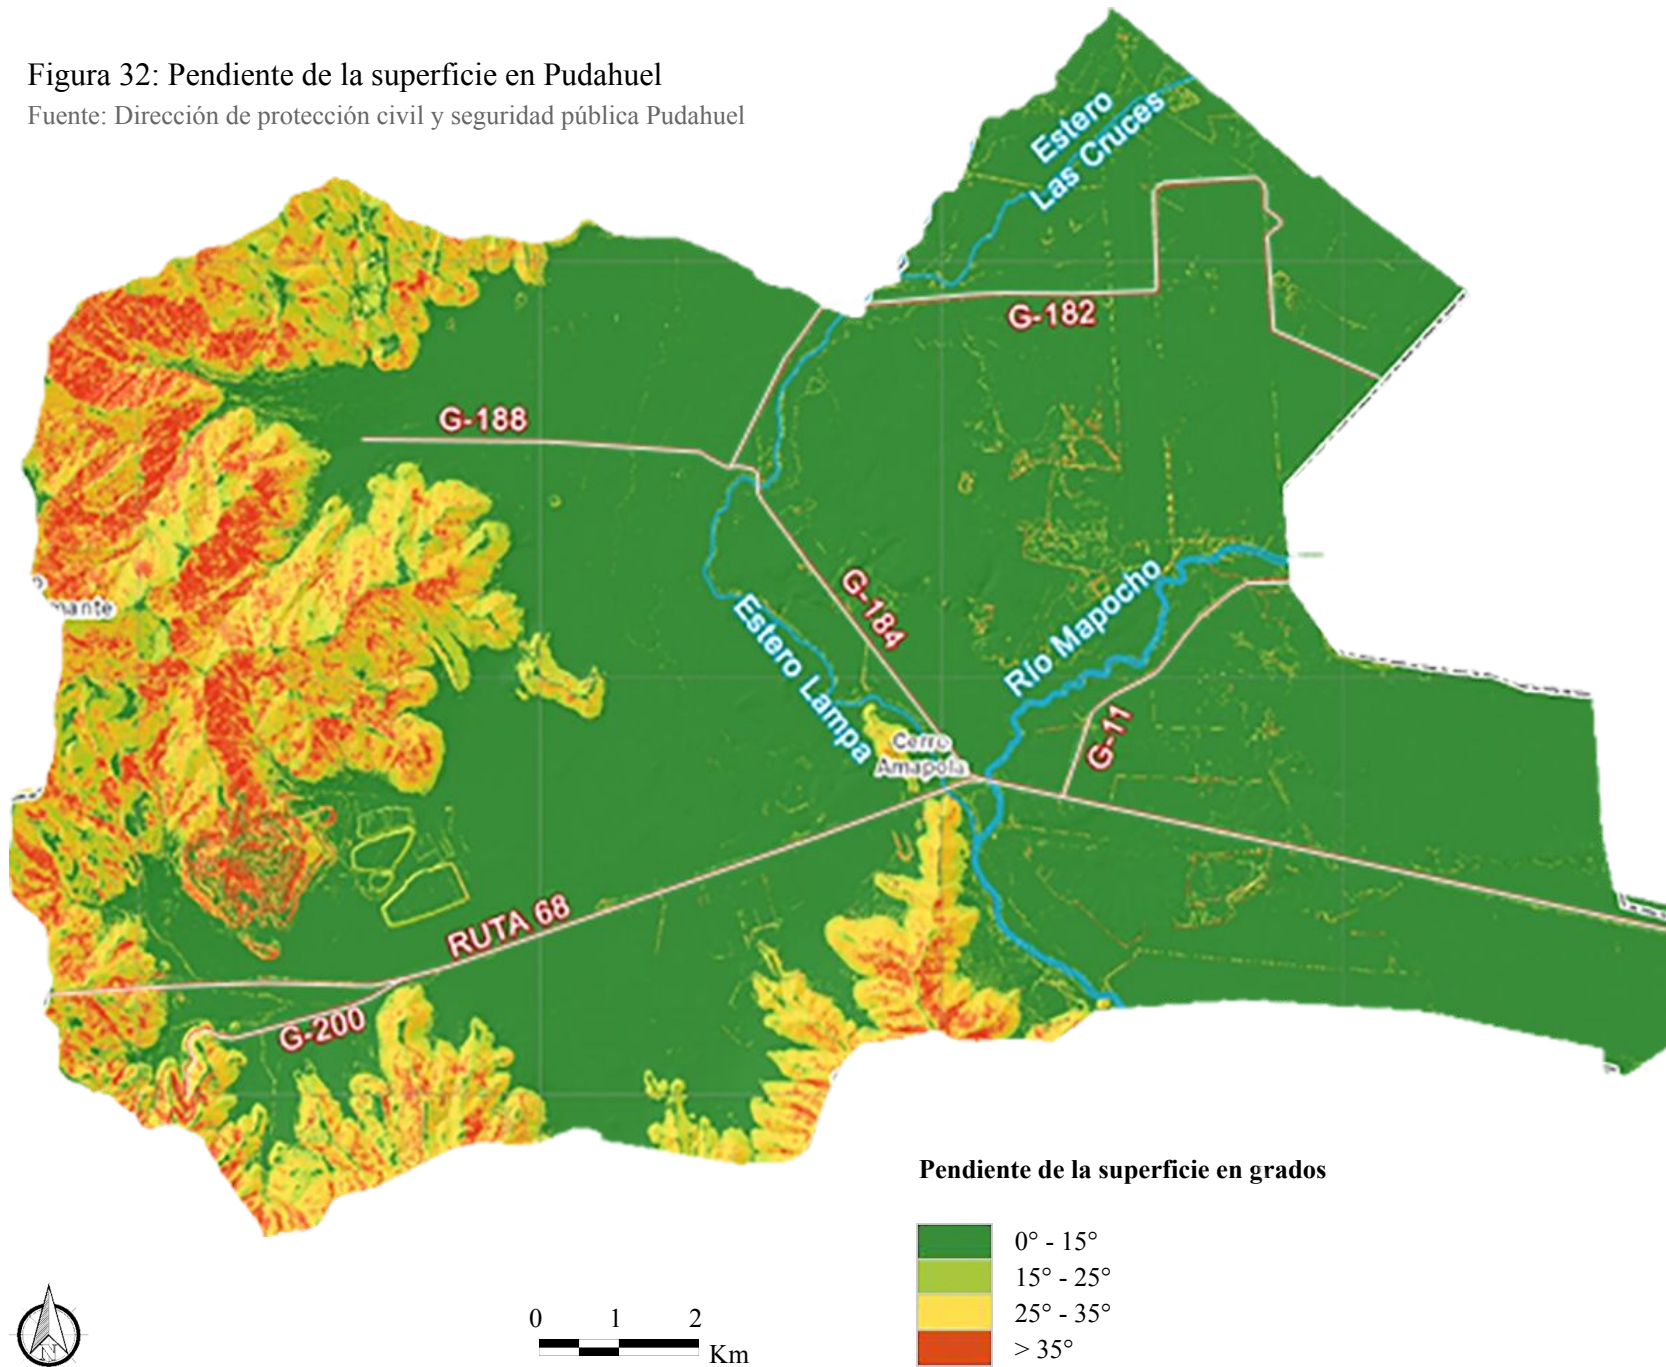 Figura 32: Pendiente de la superficie en Pudahuel
Fuente: Dirección de protección civil y seguridad pública Pudahuel
Estero
Las Cruces
G-182
G-188
G-184
Estero Lampa
Río Mapocho
G-11
Cerro
Amapola
RUTA 68
G-200
Pendiente de la superficie en grados
0° - 15°
15° - 25°
25° - 35°
> 35°
0 1 2
Km
N